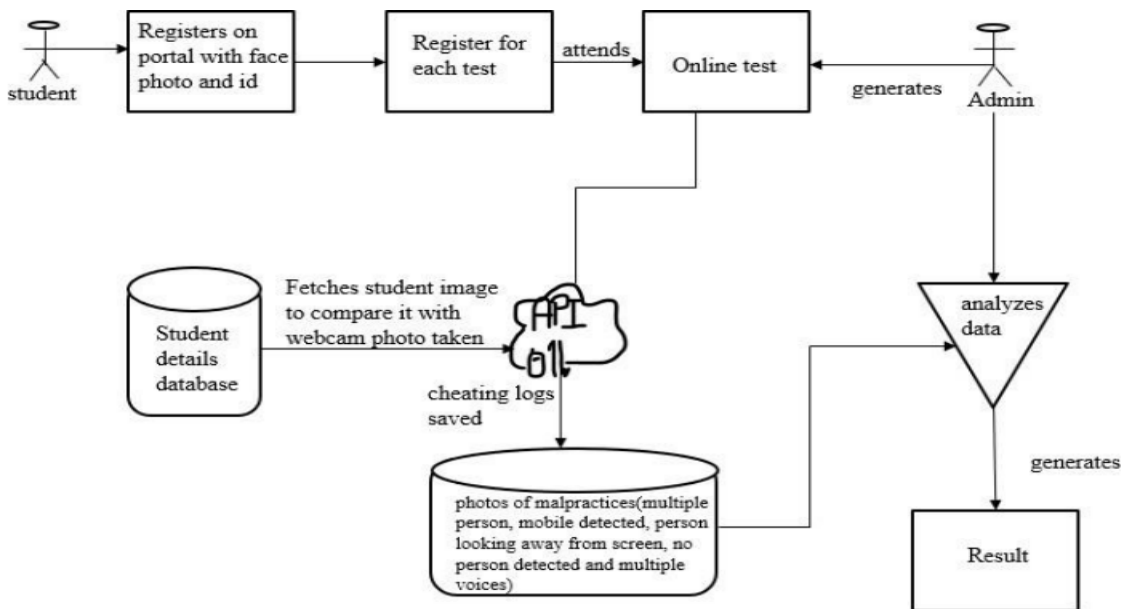 Registers on
portal with face
photo and id
student
Register for
each test
attends
Online test
generates
Admin
Student
details
database
Fetches student image
to compare it with
webcam photo taken
API
cheating logs
saved
photos of malpractices(multiple
person, mobile detected, person
looking away from screen, no
person detected and multiple
voices)
analyzes
data
generates
Result